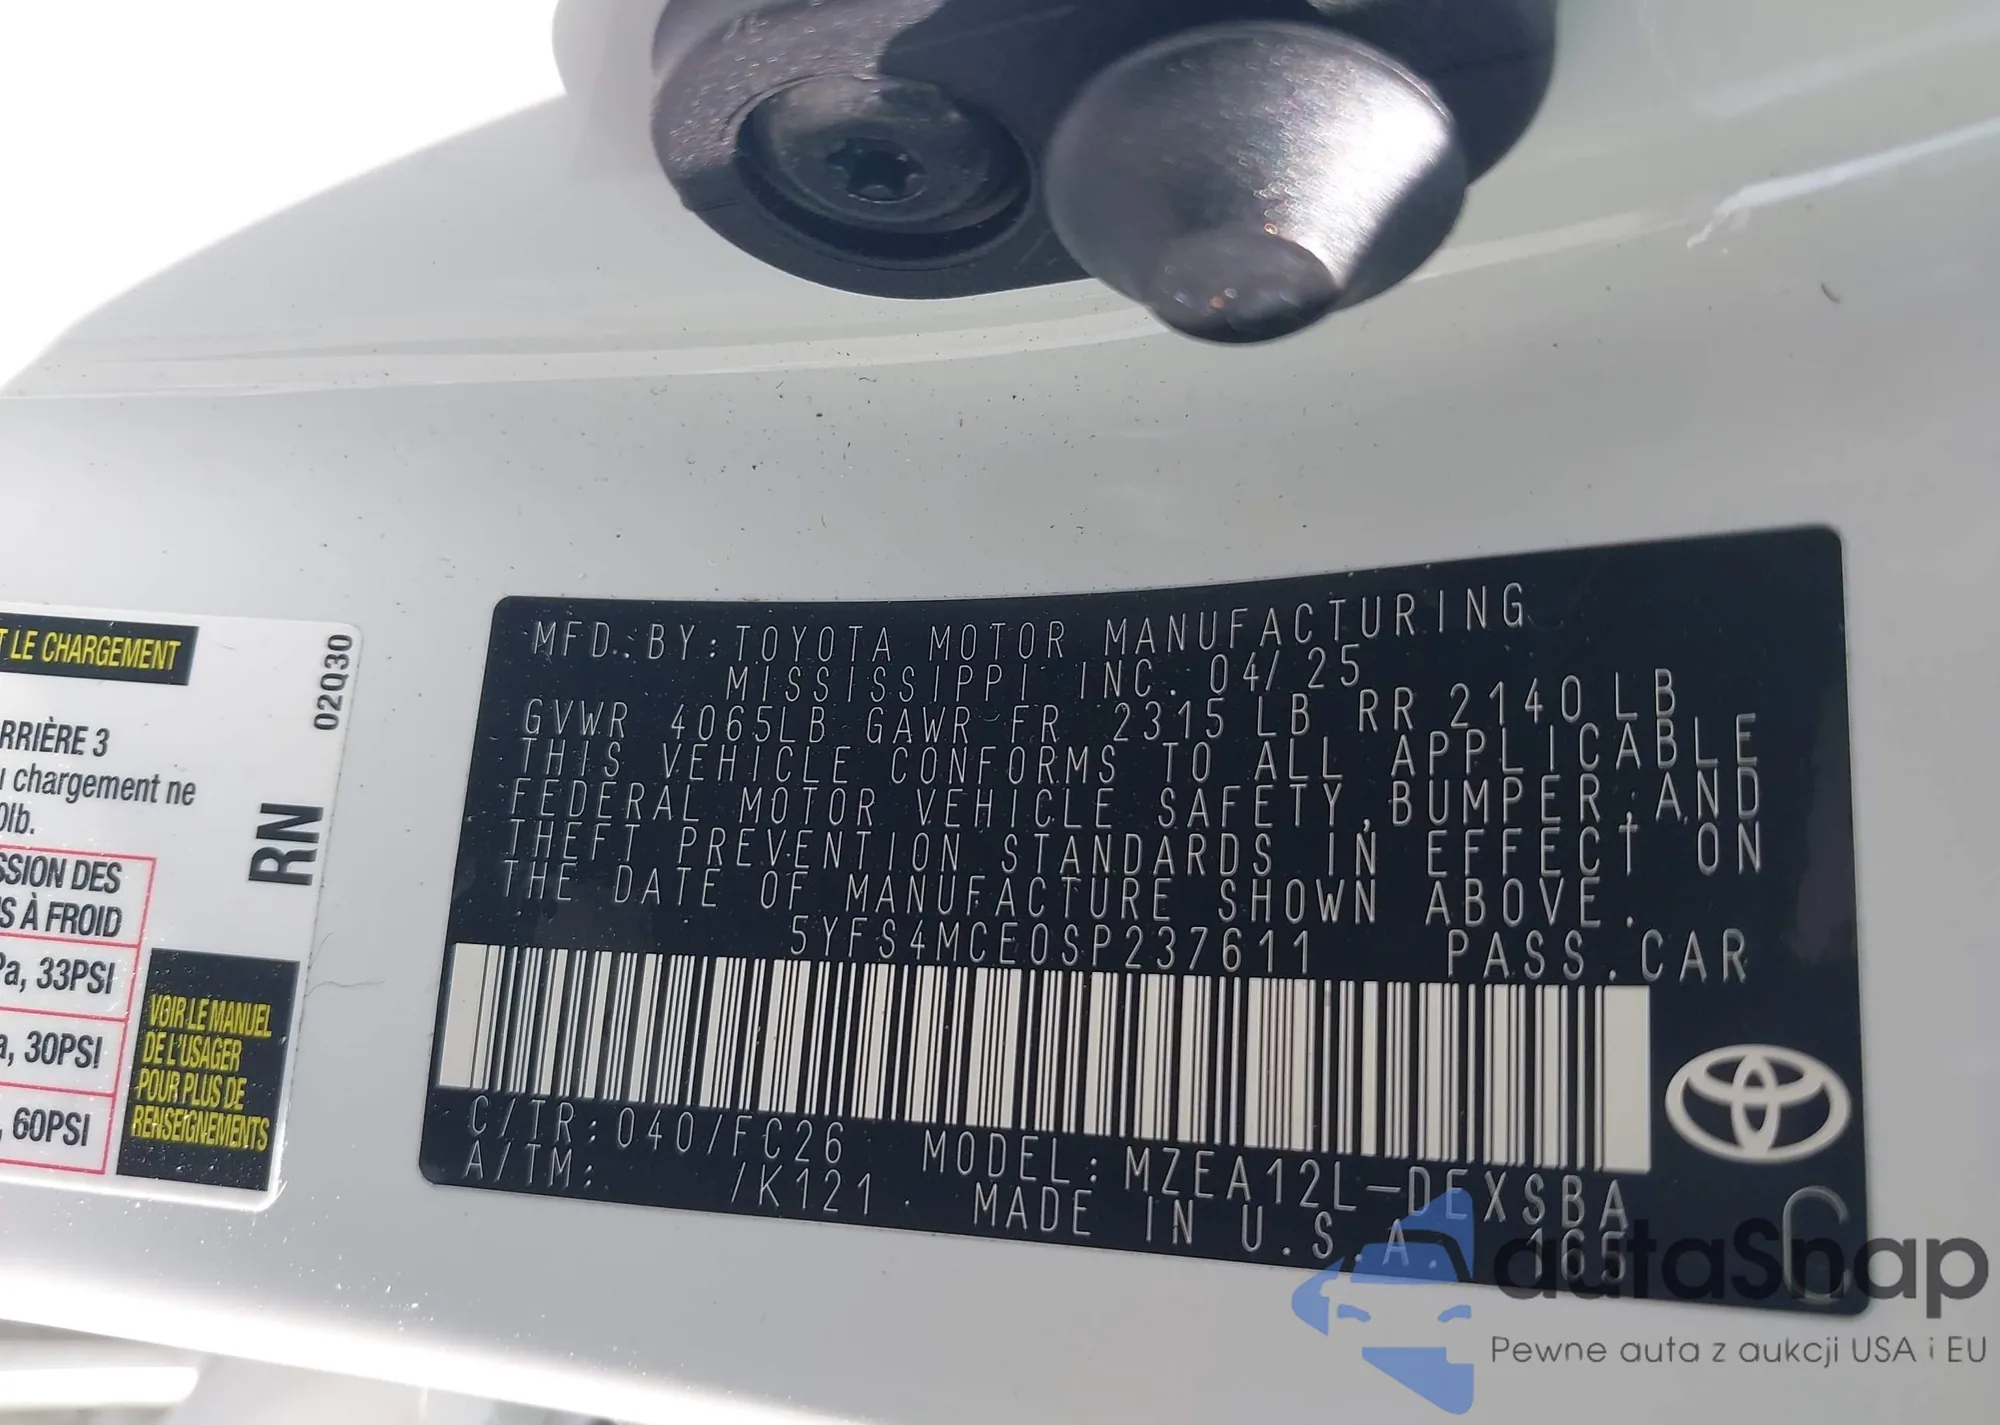 T LE CHARGEMENT
02Q30
RRIÈRE 3
u chargement ne
0lb.
RN
SSION DES
S À FROID
Pa, 33PSI
a, 30PSI
, 60PSI
VOIR LE MANUEL
DE L'USAGER
POUR PLUS DE
RENSEIGNEMENTS
MFD. BY: TOYOTA MOTOR MANUFACTURING
MISSISSIPPI INC. 04/25
GVWR 4065LB GAWR FR 2315 LB RR 2140 LB
THIS VEHICLE CONFORMS TO ALL APPLICABLE
FEDERAL MOTOR VEHICLE SAFETY, BUMPER, AND
THEFT PREVENTION STANDARDS IN EFFECT ON
THE DATE OF MANUFACTURE SHOWN ABOVE.
5YFS4MCE0SP237611 PASS. CAR
C/TR: 040/FC26 MODEL: MZEA12L-DEXSBA
A/TM: /K121 MADE IN U.S.A. 165
C
autoSnap
Pewne auta z aukcji USA i EU